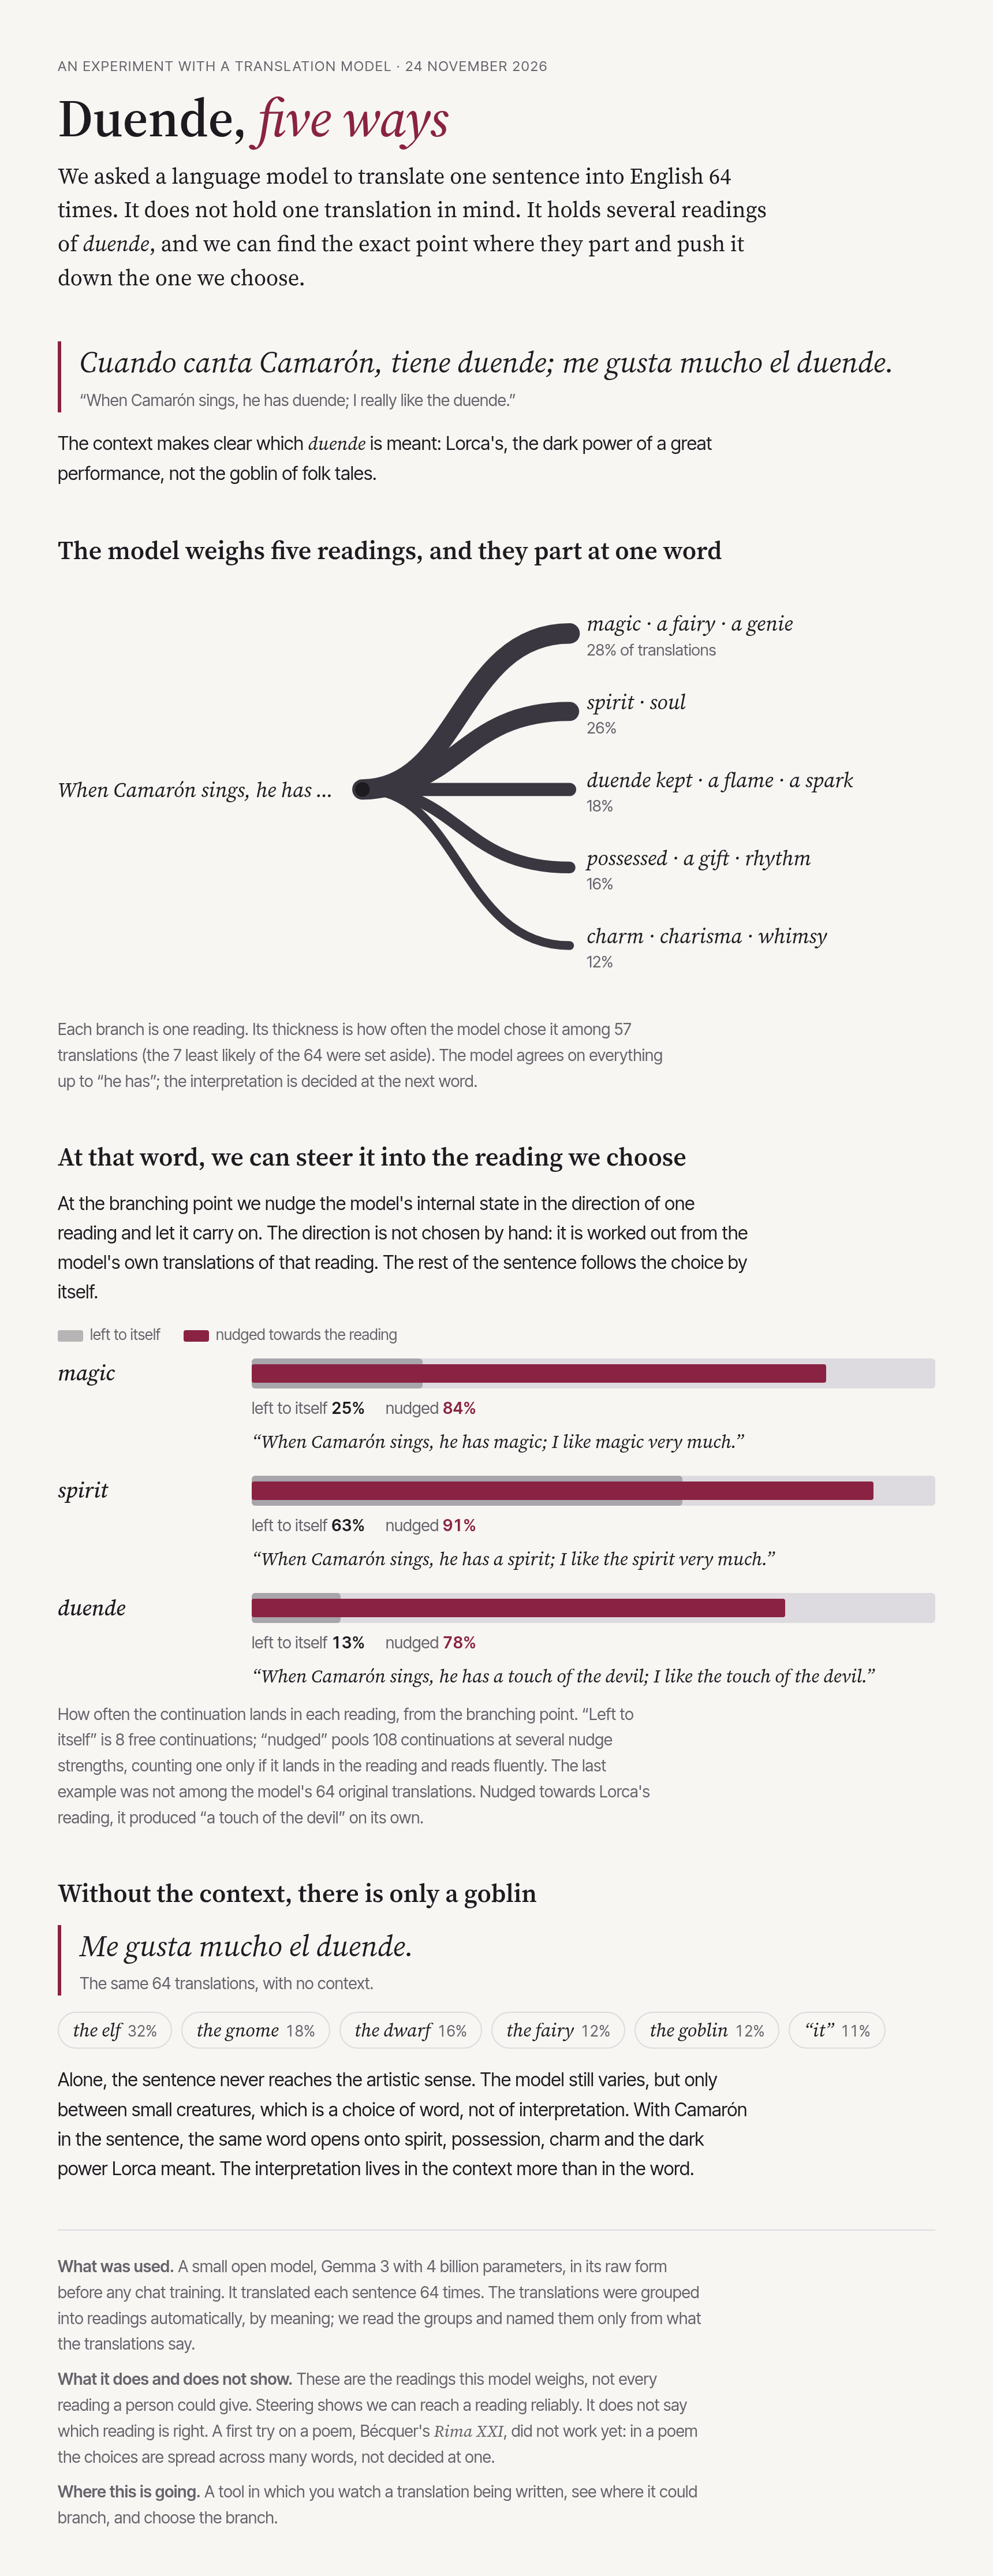 AN EXPERIMENT WITH A TRANSLATION MODEL · 24 NOVEMBER 2026
Duende, five ways
We asked a language model to translate one sentence into English 64
times. It does not hold one translation in mind. It holds several readings
of duende, and we can find the exact point where they part and push it
down the one we choose.
Cuando canta Camarón, tiene duende; me gusta mucho el duende.
“When Camarón sings, he has duende; I really like the duende.”
The context makes clear which duende is meant: Lorca's, the dark power of a great
performance, not the goblin of folk tales.
The model weighs five readings, and they part at one word
magic · a fairy · a genie
28% of translations
spirit · soul
26%
When Camarón sings, he has ...
duende kept · a flame · a spark
18%
possessed · a gift · rhythm
16%
charm · charisma · whimsy
12%
Each branch is one reading. Its thickness is how often the model chose it among 57
translations (the 7 least likely of the 64 were set aside). The model agrees on everything
up to “he has”; the interpretation is decided at the next word.
At that word, we can steer it into the reading we choose
At the branching point we nudge the model's internal state in the direction of one
reading and let it carry on. The direction is not chosen by hand: it is worked out from the
model's own translations of that reading. The rest of the sentence follows the choice by
itself.
left to itself nudged towards the reading
magic
left to itself 25% nudged 84%
“When Camarón sings, he has magic; I like magic very much.”
spirit
left to itself 63% nudged 91%
“When Camarón sings, he has a spirit; I like the spirit very much.”
duende
left to itself 13% nudged 78%
“When Camarón sings, he has a touch of the devil; I like the touch of the devil.”
How often the continuation lands in each reading, from the branching point. “Left to
itself” is 8 free continuations; “nudged” pools 108 continuations at several nudge
strengths, counting one only if it lands in the reading and reads fluently. The last
example was not among the model's 64 original translations. Nudged towards Lorca's
reading, it produced “a touch of the devil” on its own.
Without the context, there is only a goblin
Me gusta mucho el duende.
The same 64 translations, with no context.
the elf 32% the gnome 18% the dwarf 16% the fairy 12% the goblin 12% “it” 11%
Alone, the sentence never reaches the artistic sense. The model still varies, but only
between small creatures, which is a choice of word, not of interpretation. With Camarón
in the sentence, the same word opens onto spirit, possession, charm and the dark
power Lorca meant. The interpretation lives in the context more than in the word.
What was used. A small open model, Gemma 3 with 4 billion parameters, in its raw form
before any chat training. It translated each sentence 64 times. The translations were grouped
into readings automatically, by meaning; we read the groups and named them only from what
the translations say.
What it does and does not show. These are the readings this model weighs, not every
reading a person could give. Steering shows we can reach a reading reliably. It does not say
which reading is right. A first try on a poem, Bécquer's Rima XXI, did not work yet: in a poem
the choices are spread across many words, not decided at one.
Where this is going. A tool in which you watch a translation being written, see where it could
branch, and choose the branch.